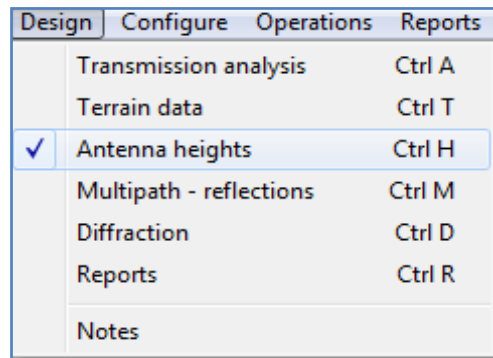 Design Configure Operations Reports
Transmission analysis Ctrl A
Terrain data Ctrl T
Antenna heights Ctrl H
Multipath - reflections Ctrl M
Diffraction Ctrl D
Reports Ctrl R
Notes